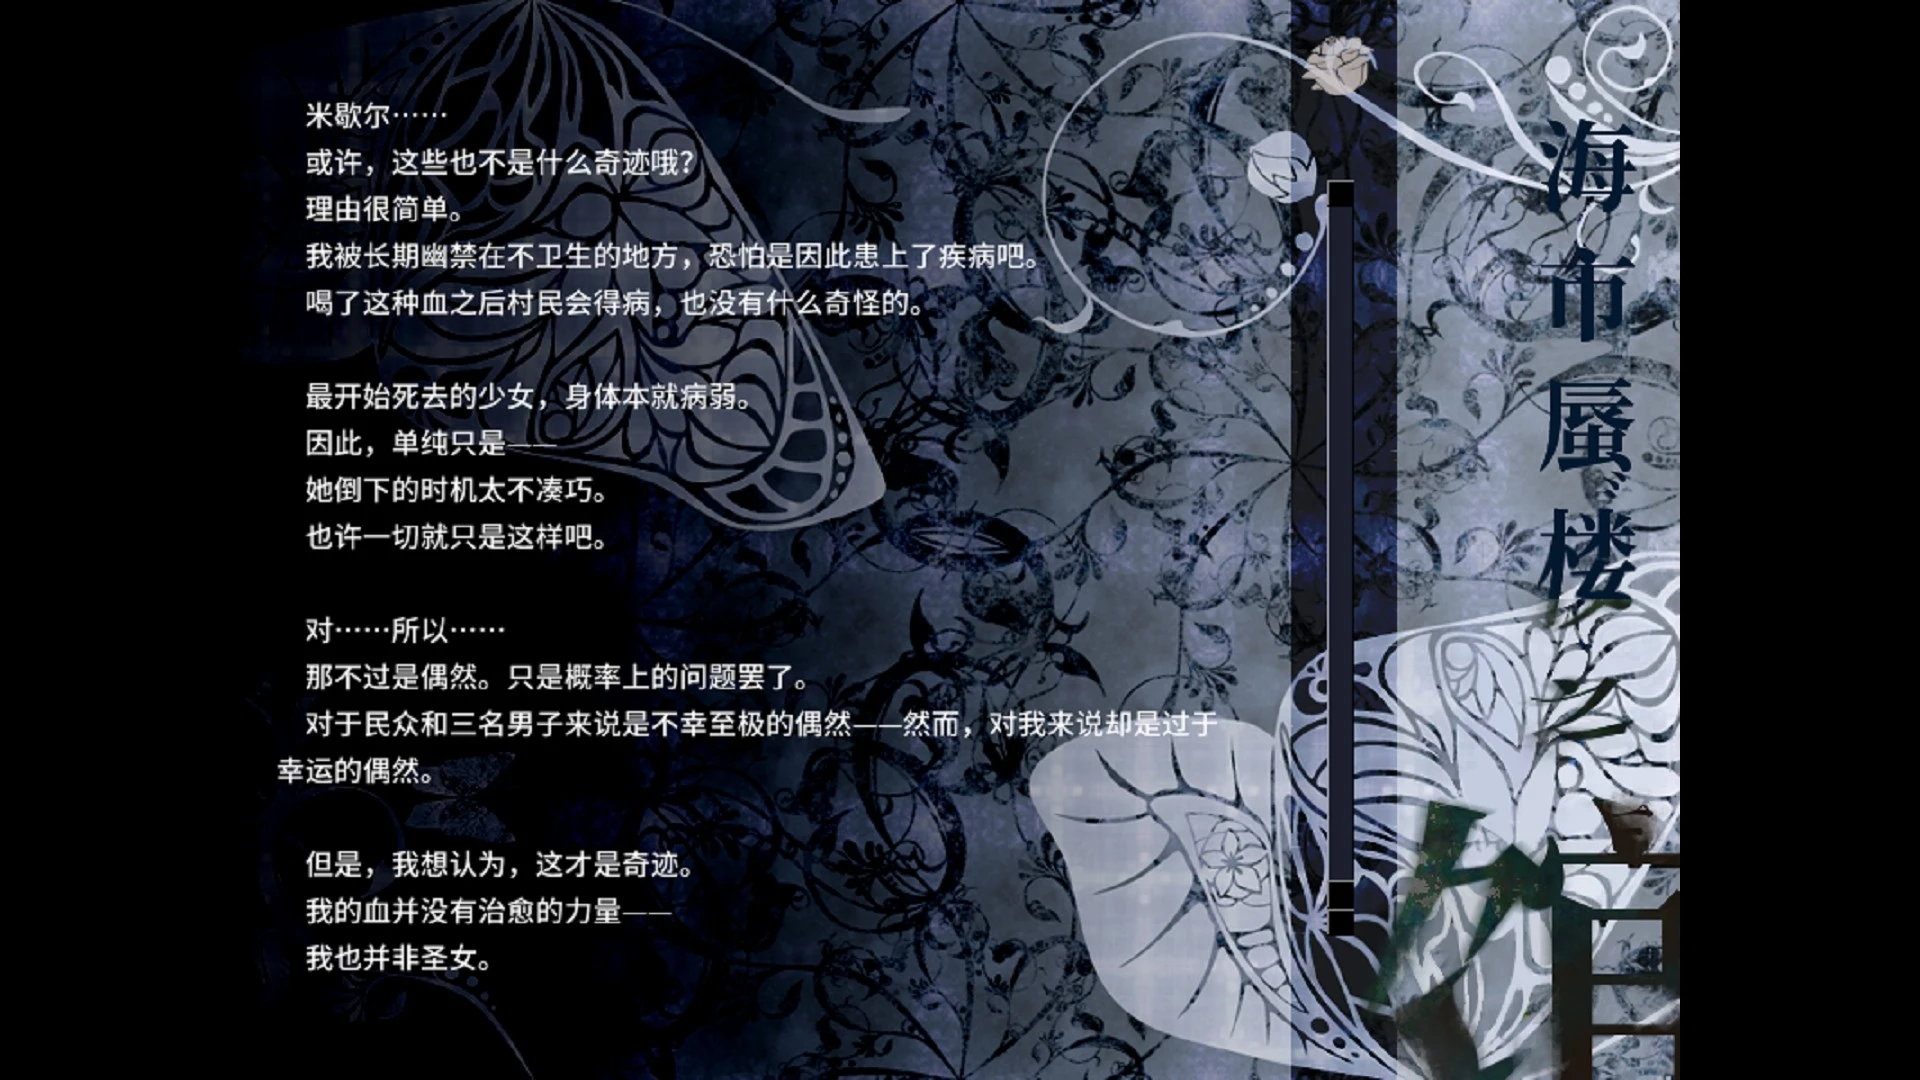 米歇尔……
或许，这些也不是什么奇迹哦？
理由很简单。
我被长期幽禁在不卫生的地方，恐怕是因此患上了疾病吧。
喝了这种血之后村民会得病，也没有什么奇怪的。
最开始死去的少女，身体本就病弱。
因此，单纯只是——
她倒下的时机太不凑巧。
也许一切就只是这样吧。
对……所以……
那不过是偶然。只是概率上的问题罢了。
对于民众和三名男子来说是不幸至极的偶然——然而，对我来说却是过于
幸运的偶然。
但是，我想认为，这才是奇迹。
我的血并没有治愈的力量——
我也并非圣女。
海市蜃楼之